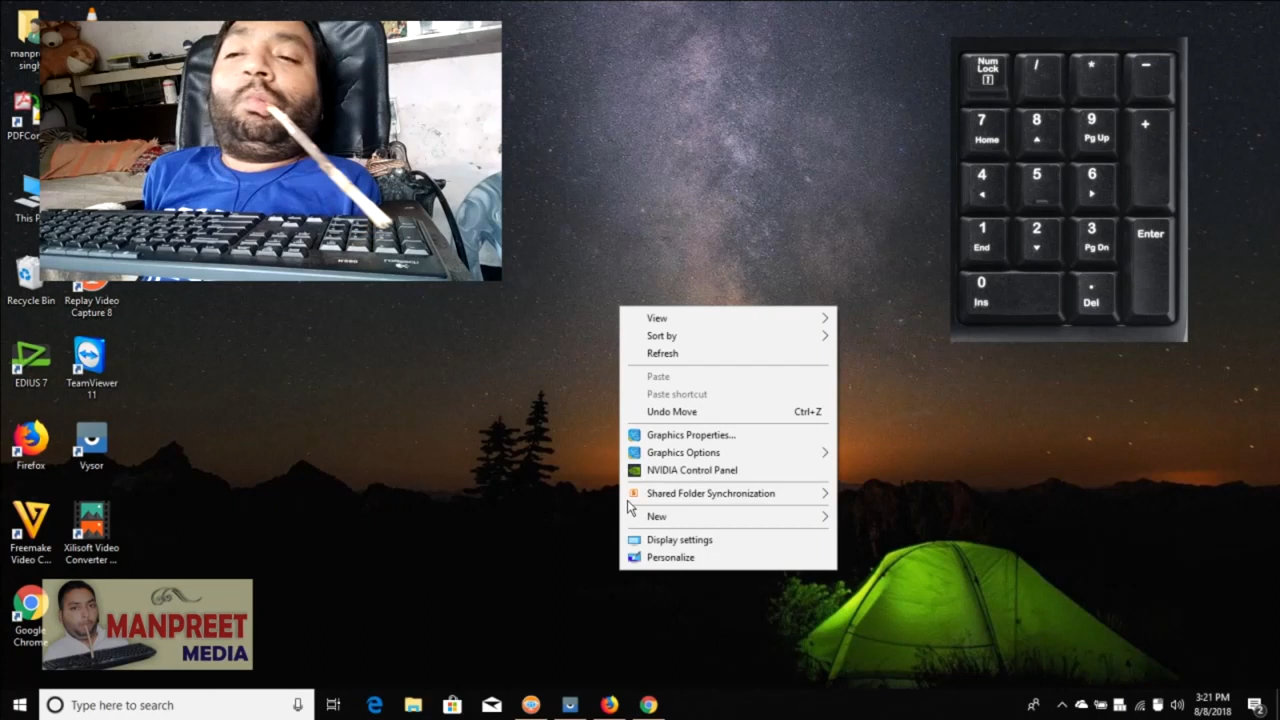 manpr
singl
PDFCon
This P
Recycle Bin
Replay Video
Capture 8
EDIUS 7
TeamViewer
11
Firefox
Vysor
Freemake
Video C...
Xilisoft Video
Converter ...
Google
Chrome
MANPREET
MEDIA
View
Sort by
Refresh
Paste
Paste shortcut
Undo Move Ctrl+Z
Graphics Properties...
Graphics Options
NVIDIA Control Panel
Shared Folder Synchronization
New
Display settings
Personalize
Num
Lock
/
*
-
7
Home
8
9
Pg Up
+
4
5
6
1
End
2
3
Pg Dn
Enter
0
Ins
.
Del
Type here to search
3:21 PM
8/8/2018
2